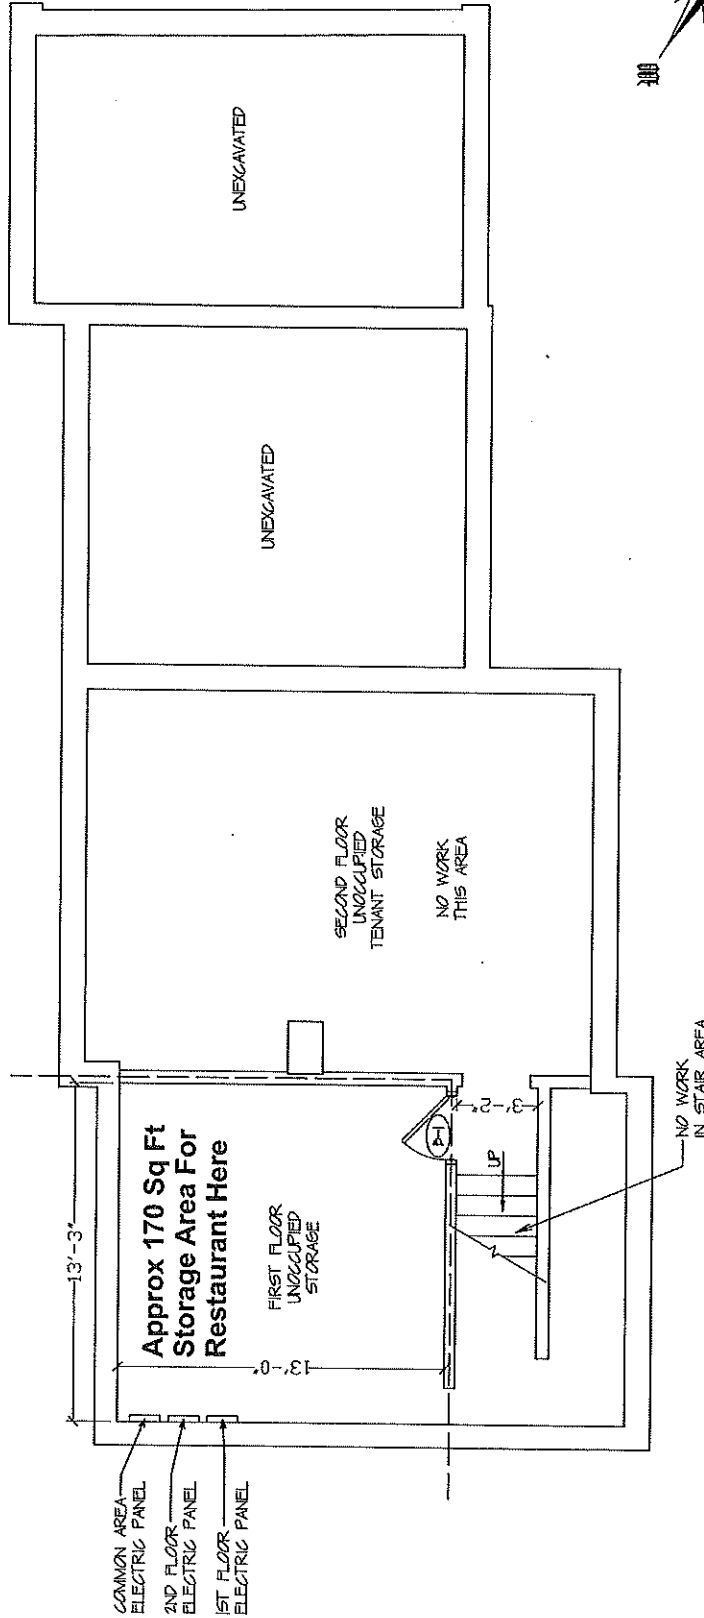 UNEXCAVATED
UNEXCAVATED
SECOND FLOOR
UNOCCUPIED
TENANT STORAGE
NO WORK
THIS AREA
13'-3"
Approx 170 Sq Ft
Storage Area For
Restaurant Here
FIRST FLOOR
UNOCCUPIED
STORAGE
13'-0"
3'-2"
UP
NO WORK
IN STAIR AREA
COMMON AREA
ELECTRIC PANEL
2ND FLOOR
ELECTRIC PANEL
1ST FLOOR
ELECTRIC PANEL